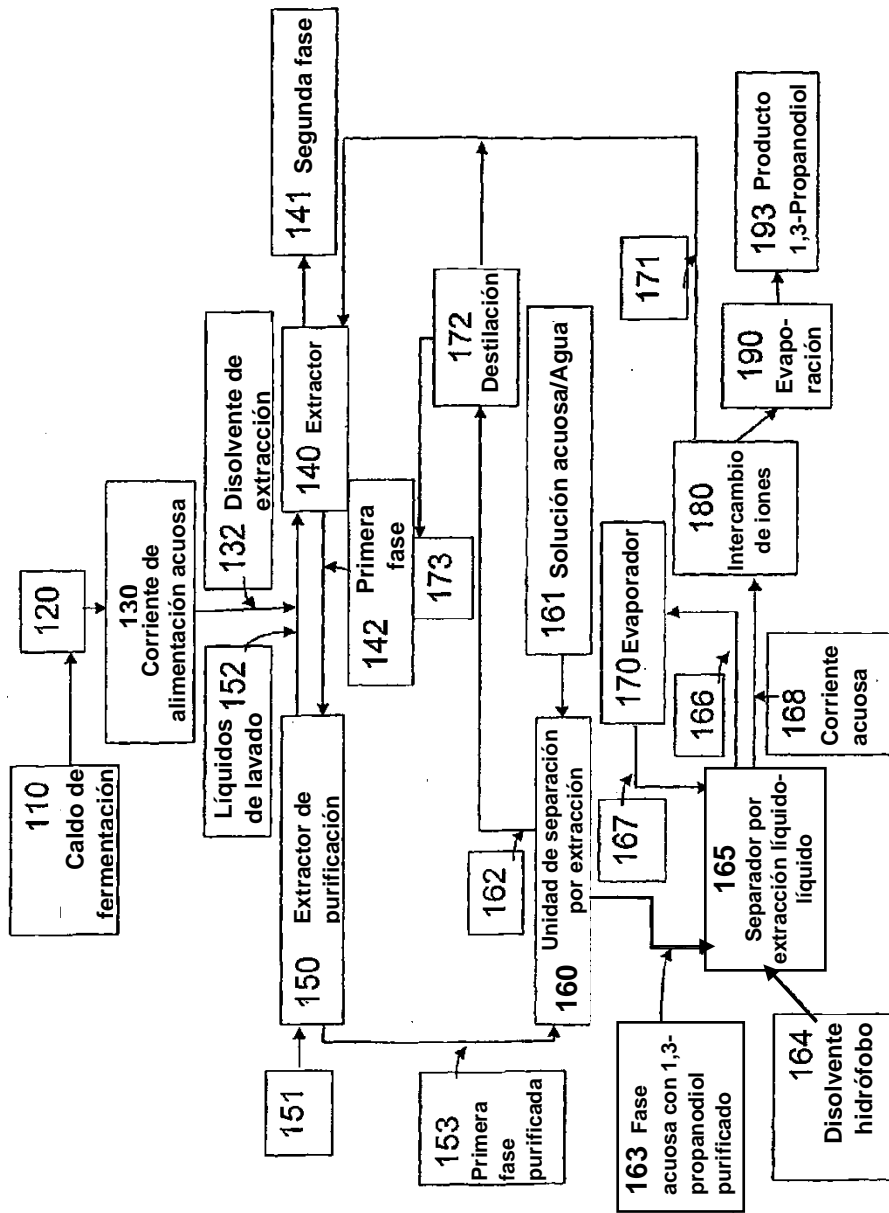 110
Caldo de
fermentación
120
130
Corriente de
alimentación acuosa
132 Disolvente de
extracción
Líquidos 152
de lavado
150
Extractor de
purificación
140 Extractor
141 Segunda fase
151
142
Primera
fase
173
172
Destilación
153
Primera
fase
purificada
160
Unidad de separación
por extracción
161 Solución acuosa/Agua
162
163 Fase
acuosa con 1,3-
propanodiol
purificado
164
Disolvente
hidrófobo
165
Separador por
extracción líquido-
líquido
167
170 Evaporador
166
168
Corriente
acuosa
180
Intercambio
de iones
171
190
Evapo-
ración
193 Producto
1,3-Propanodiol